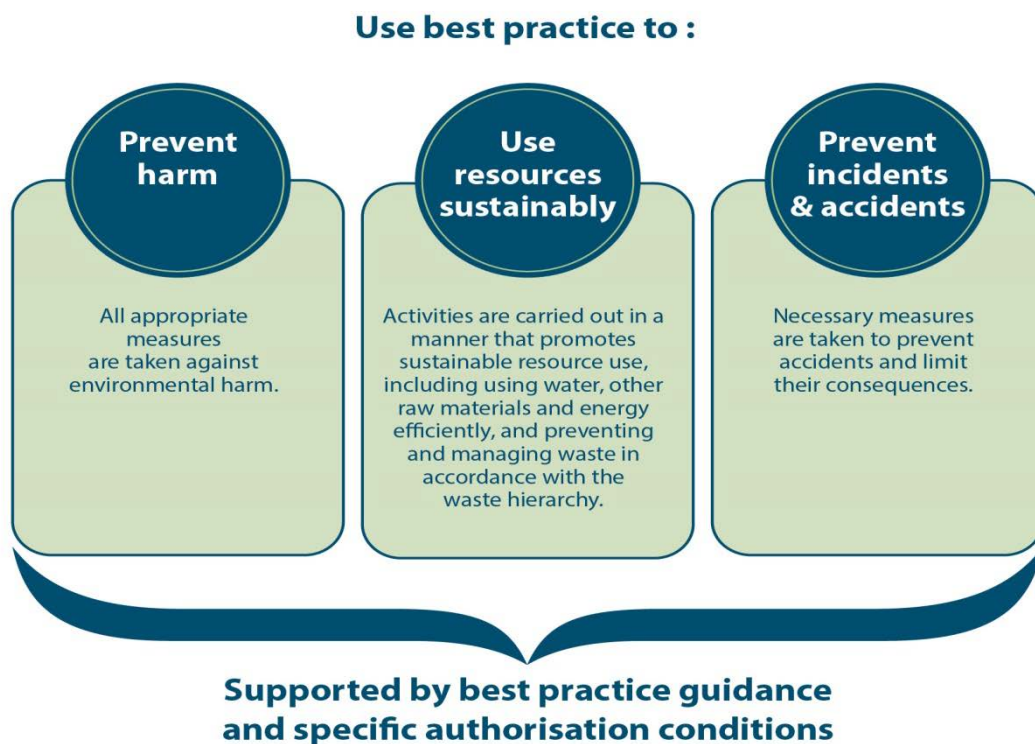 Use best practice to :
Prevent
harm
All appropriate
measures
are taken against
environmental harm.
Use
resources
sustainably
Activities are carried out in a
manner that promotes
sustainable resource use,
including using water, other
raw materials and energy
efficiently, and preventing
and managing waste in
accordance with the
waste hierarchy.
Prevent
incidents
& accidents
Necessary measures
are taken to prevent
accidents and limit
their consequences.
Supported by best practice guidance
and specific authorisation conditions